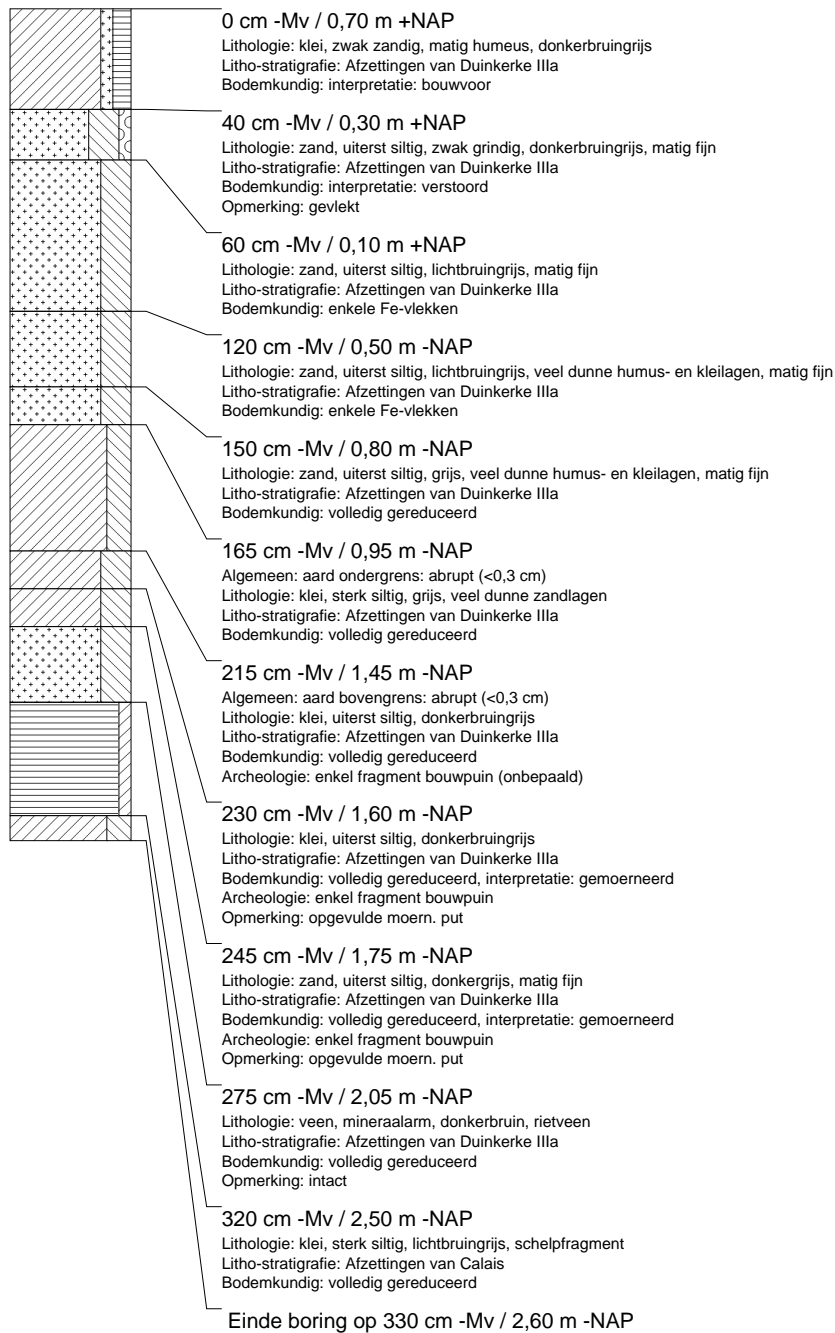 0 cm -Mv / 0,70 m +NAP
Lithologie: klei, zwak zandig, matig humeus, donkerbruingrijs
Litho-stratigrafie: Afzettingen van Duinkerke IIIa
Bodemkundig: interpretatie: bouwvoor
40 cm -Mv / 0,30 m +NAP
Lithologie: zand, uiterst siltig, zwak grindig, donkerbruingrijs, matig fijn
Litho-stratigrafie: Afzettingen van Duinkerke IIIa
Bodemkundig: interpretatie: verstoord
Opmerking: gevlekt
60 cm -Mv / 0,10 m +NAP
Lithologie: zand, uiterst siltig, lichtbruingrijs, matig fijn
Litho-stratigrafie: Afzettingen van Duinkerke IIIa
Bodemkundig: enkele Fe-vlekken
120 cm -Mv / 0,50 m -NAP
Lithologie: zand, uiterst siltig, lichtbruingrijs, veel dunne humus- en kleilagen, matig fijn
Litho-stratigrafie: Afzettingen van Duinkerke IIIa
Bodemkundig: enkele Fe-vlekken
150 cm -Mv / 0,80 m -NAP
Lithologie: zand, uiterst siltig, grijs, veel dunne humus- en kleilagen, matig fijn
Litho-stratigrafie: Afzettingen van Duinkerke IIIa
Bodemkundig: volledig gereduceerd
165 cm -Mv / 0,95 m -NAP
Algemeen: aard ondergrens: abrupt (<0,3 cm)
Lithologie: klei, sterk siltig, grijs, veel dunne zandlagen
Litho-stratigrafie: Afzettingen van Duinkerke IIIa
Bodemkundig: volledig gereduceerd
215 cm -Mv / 1,45 m -NAP
Algemeen: aard bovengrens: abrupt (<0,3 cm)
Lithologie: klei, uiterst siltig, donkerbruingrijs
Litho-stratigrafie: Afzettingen van Duinkerke IIIa
Bodemkundig: volledig gereduceerd
Archeologie: enkel fragment bouwpuin (onbepaald)
230 cm -Mv / 1,60 m -NAP
Lithologie: klei, uiterst siltig, donkerbruingrijs
Litho-stratigrafie: Afzettingen van Duinkerke IIIa
Bodemkundig: volledig gereduceerd, interpretatie: gemoerneerd
Archeologie: enkel fragment bouwpuin
Opmerking: opgevulde moern. put
245 cm -Mv / 1,75 m -NAP
Lithologie: zand, uiterst siltig, donkergrijs, matig fijn
Litho-stratigrafie: Afzettingen van Duinkerke IIIa
Bodemkundig: volledig gereduceerd, interpretatie: gemoerneerd
Archeologie: enkel fragment bouwpuin
Opmerking: opgevulde moern. put
275 cm -Mv / 2,05 m -NAP
Lithologie: veen, mineraalarm, donkerbruin, rietveen
Litho-stratigrafie: Afzettingen van Duinkerke IIIa
Bodemkundig: volledig gereduceerd
Opmerking: intact
320 cm -Mv / 2,50 m -NAP
Lithologie: klei, sterk siltig, lichtbruingrijs, schelpfragment
Litho-stratigrafie: Afzettingen van Calais
Bodemkundig: volledig gereduceerd
Einde boring op 330 cm -Mv / 2,60 m -NAP